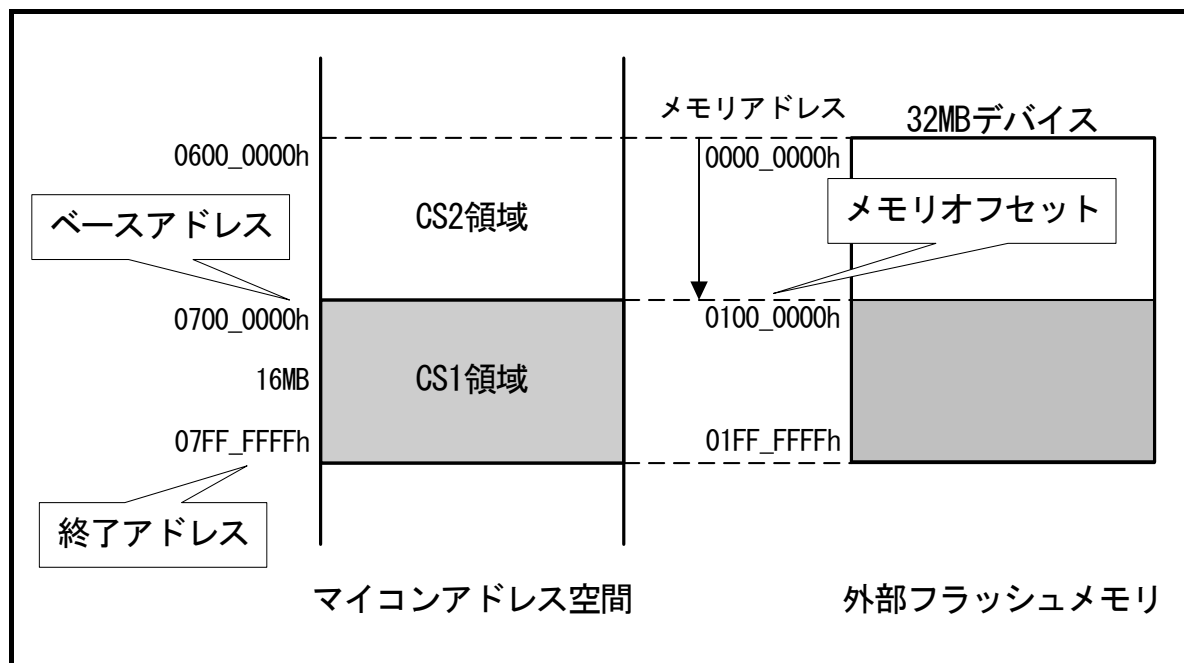 メモリアドレス
32MBデバイス
0600_0000h
0000_0000h
ベースアドレス
CS2領域
メモリオフセット
0700_0000h
0100_0000h
16MB
CS1領域
07FF_FFFFh
01FF_FFFFh
終了アドレス
マイコンアドレス空間
外部フラッシュメモリ